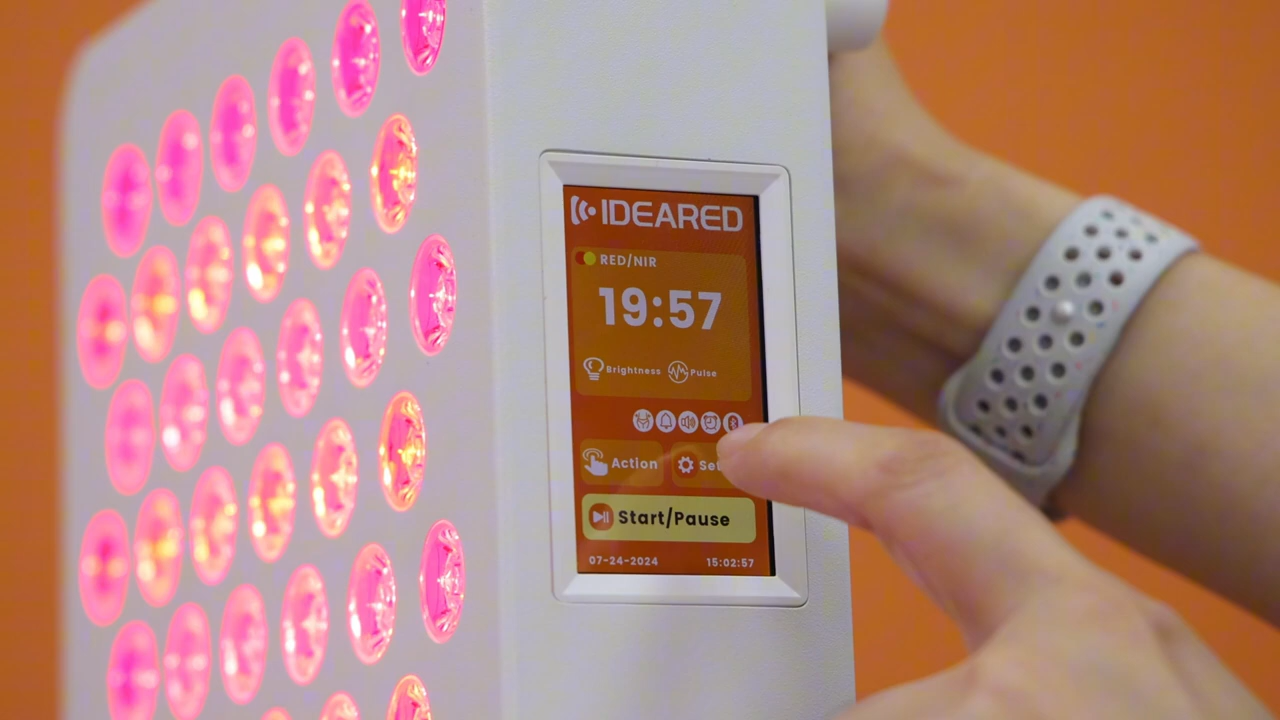 IDEARED
RED/NIR
19:57
Brightness Pulse
Action
Start/Pause
07-24-2024 15:02:57